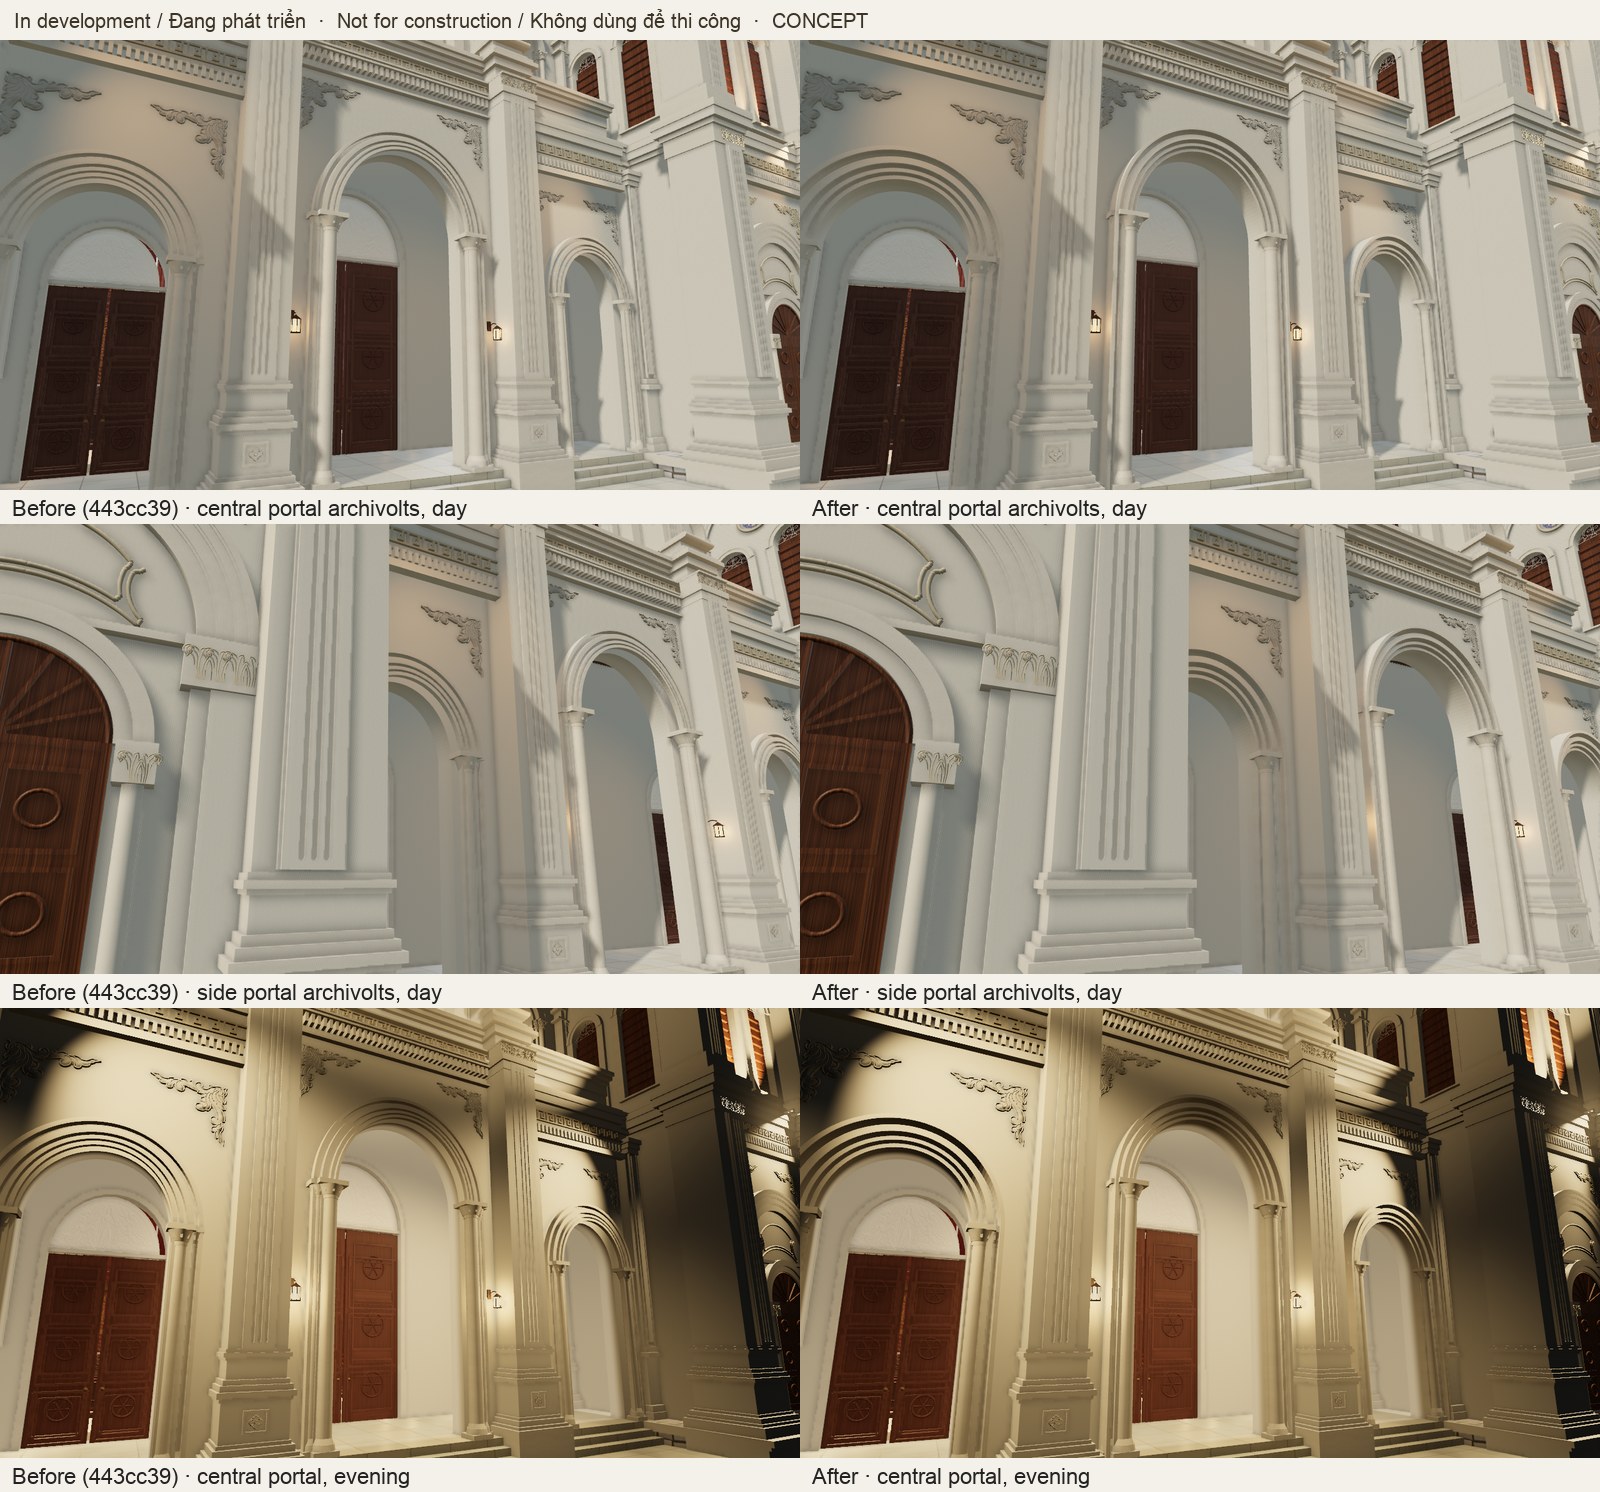 In development / Đang phát triển · Not for construction / Không dùng để thi công · CONCEPT
Before (443cc39) · central portal archivolts, day
After · central portal archivolts, day
Before (443cc39) · side portal archivolts, day
After · side portal archivolts, day
Before (443cc39) · central portal, evening
After · central portal, evening